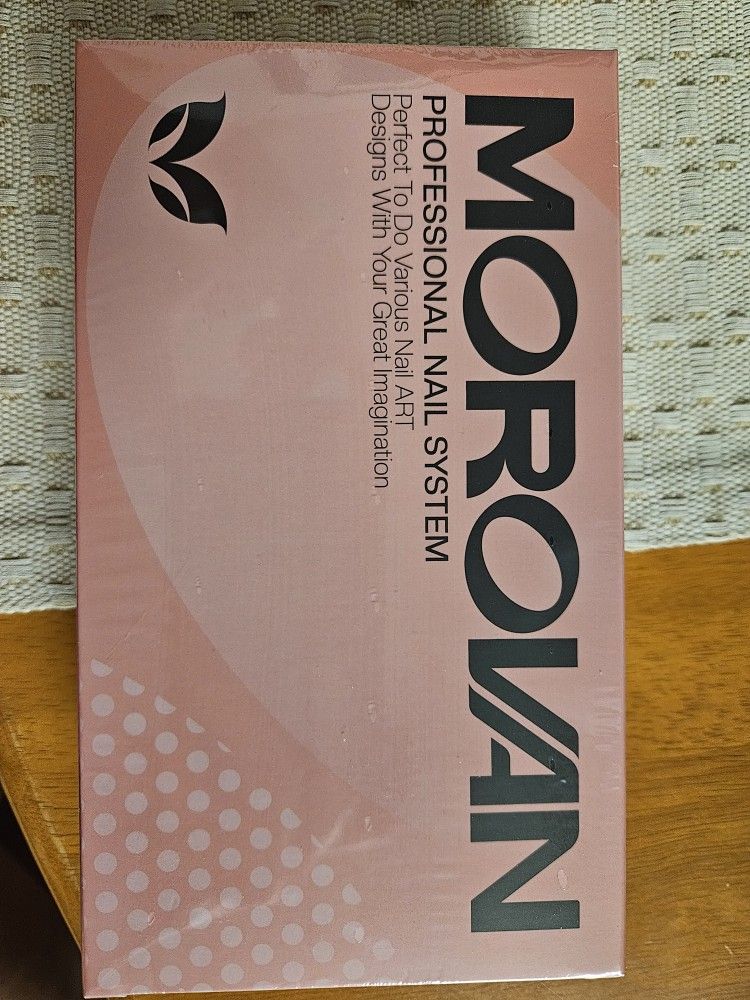 MOROVAN
PROFESSIONAL NAIL SYSTEM
Perfect To Do Various Nail ART
Designs With Your Great Imagination